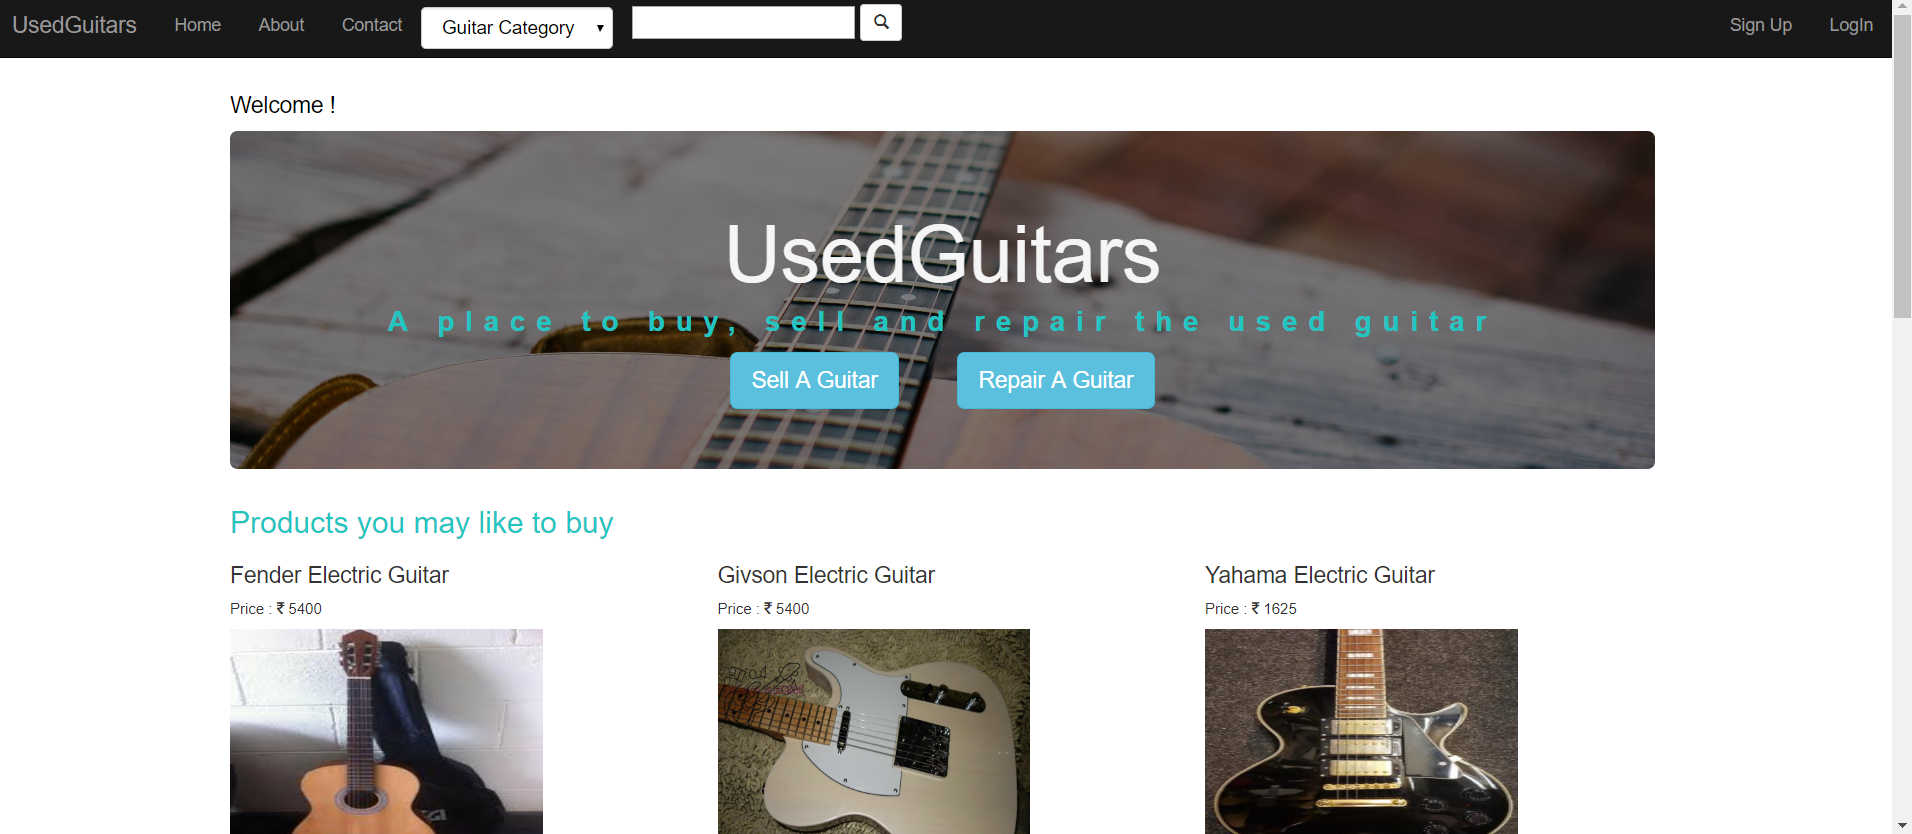 UsedGuitars Home About Contact Guitar Category Sign Up LogIn
Welcome !
UsedGuitars
A place to buy, sell and repair the used guitar
Sell A Guitar Repair A Guitar
Products you may like to buy
Fender Electric Guitar Givson Electric Guitar Yahama Electric Guitar
Price : ₹ 5400 Price : ₹ 5400 Price : ₹ 1625